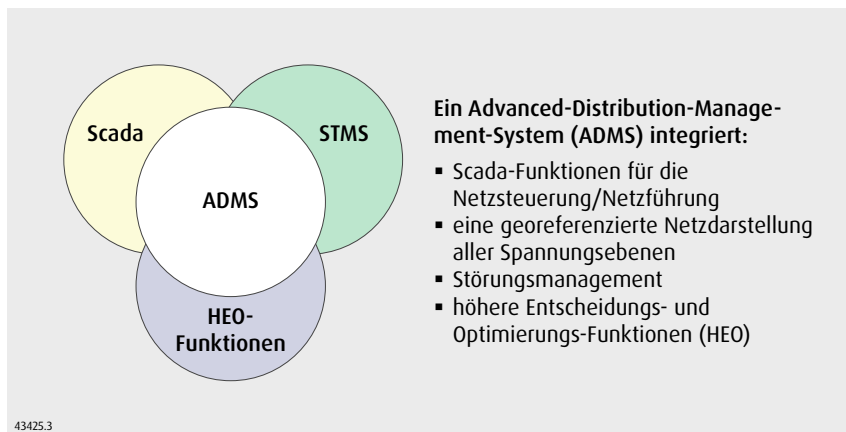 Scada
STMS
ADMS
HEO-
Funktionen
Ein Advanced-Distribution-Manage-
ment-System (ADMS) integriert:
▪ Scada-Funktionen für die
Netzsteuerung/Netzführung
▪ eine georeferenzierte Netzdarstellung
aller Spannungsebenen
▪ Störungsmanagement
▪ höhere Entscheidungs- und
Optimierungs-Funktionen (HEO)
43425.3